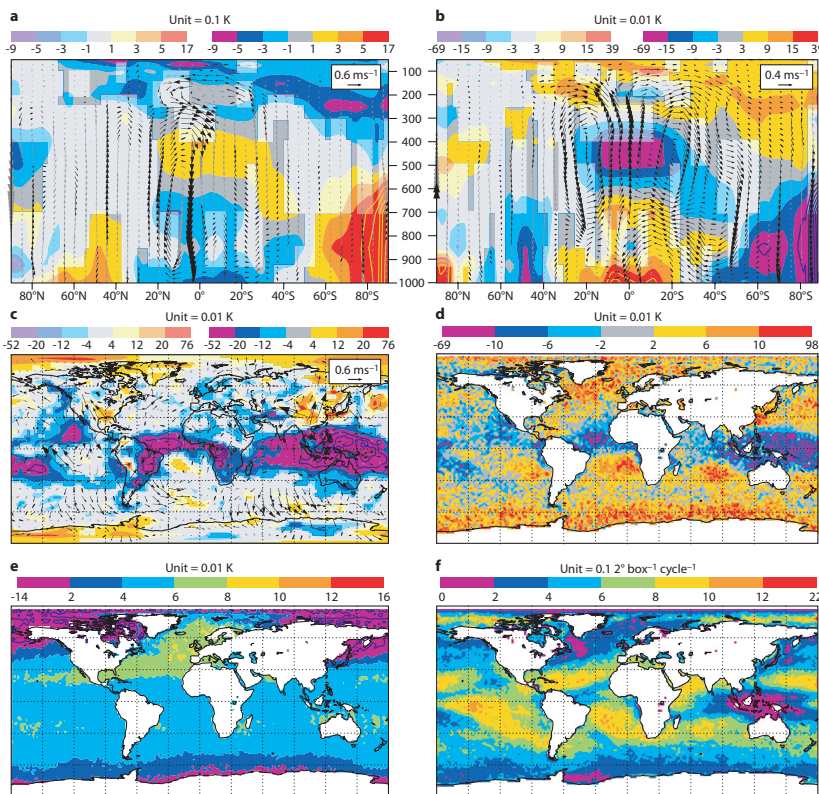 a
b
Unit = 0.1 K
Unit = 0.01 K
-9 -5 -3 -1 1 3 5 17 -9 -5 -3 -1 1 3 5 17
-69 -15 -9 -3 3 9 15 39 -69 -15 -9 -3 3 9 15 39
0.6 ms⁻¹
0.4 ms⁻¹
100
200
300
400
500
600
700
800
900
1000
80°N 60°N 40°N 20°N 0° 20°S 40°S 60°S 80°S
80°N 60°N 40°N 20°N 0° 20°S 40°S 60°S 80°S
c
d
Unit = 0.01 K
Unit = 0.01 K
-52 -20 -12 -4 4 12 20 76 -52 -20 -12 -4 4 12 20 76
-69 -10 -6 -2 2 6 10 98
0.6 ms⁻¹
e
f
Unit = 0.01 K
Unit = 0.1 2° box⁻¹ cycle⁻¹
-14 2 4 6 8 10 12 16
0 2 4 6 8 10 12 22